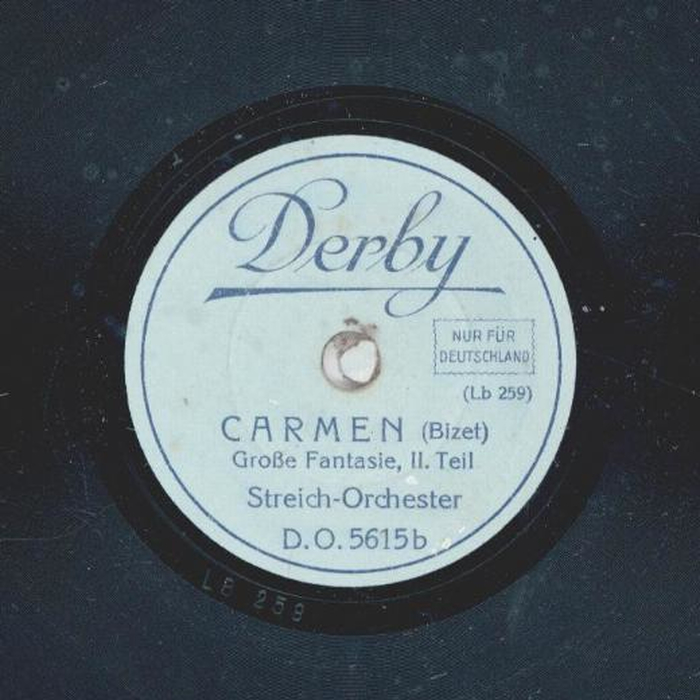 Derby
NUR FÜR
DEUTSCHLAND
(Lb 259)
CARMEN (Bizet)
Große Fantasie, II. Teil
Streich-Orchester
D. O. 5615b
LB 259